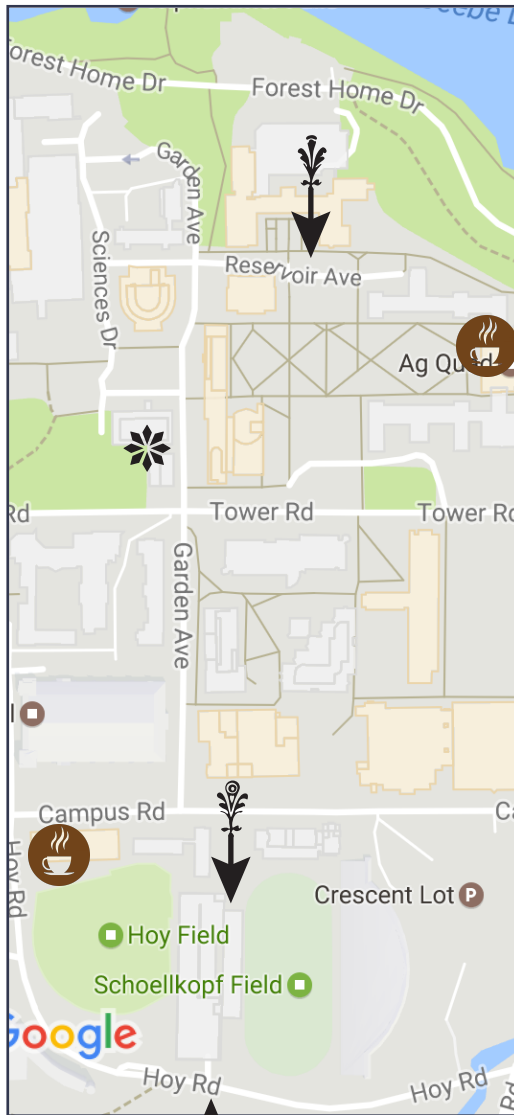 Forest Home Dr
Forest Home Dr
Garden Ave
Sciences Dr
Reservoir Ave
Ag Quad
Rd
Tower Rd
Tower Rd
Garden Ave
Campus Rd
Hoy Rd
Crescent Lot P
Hoy Field
Schoellkopf Field
Google
Hoy Rd
Hoy Rd
Rd